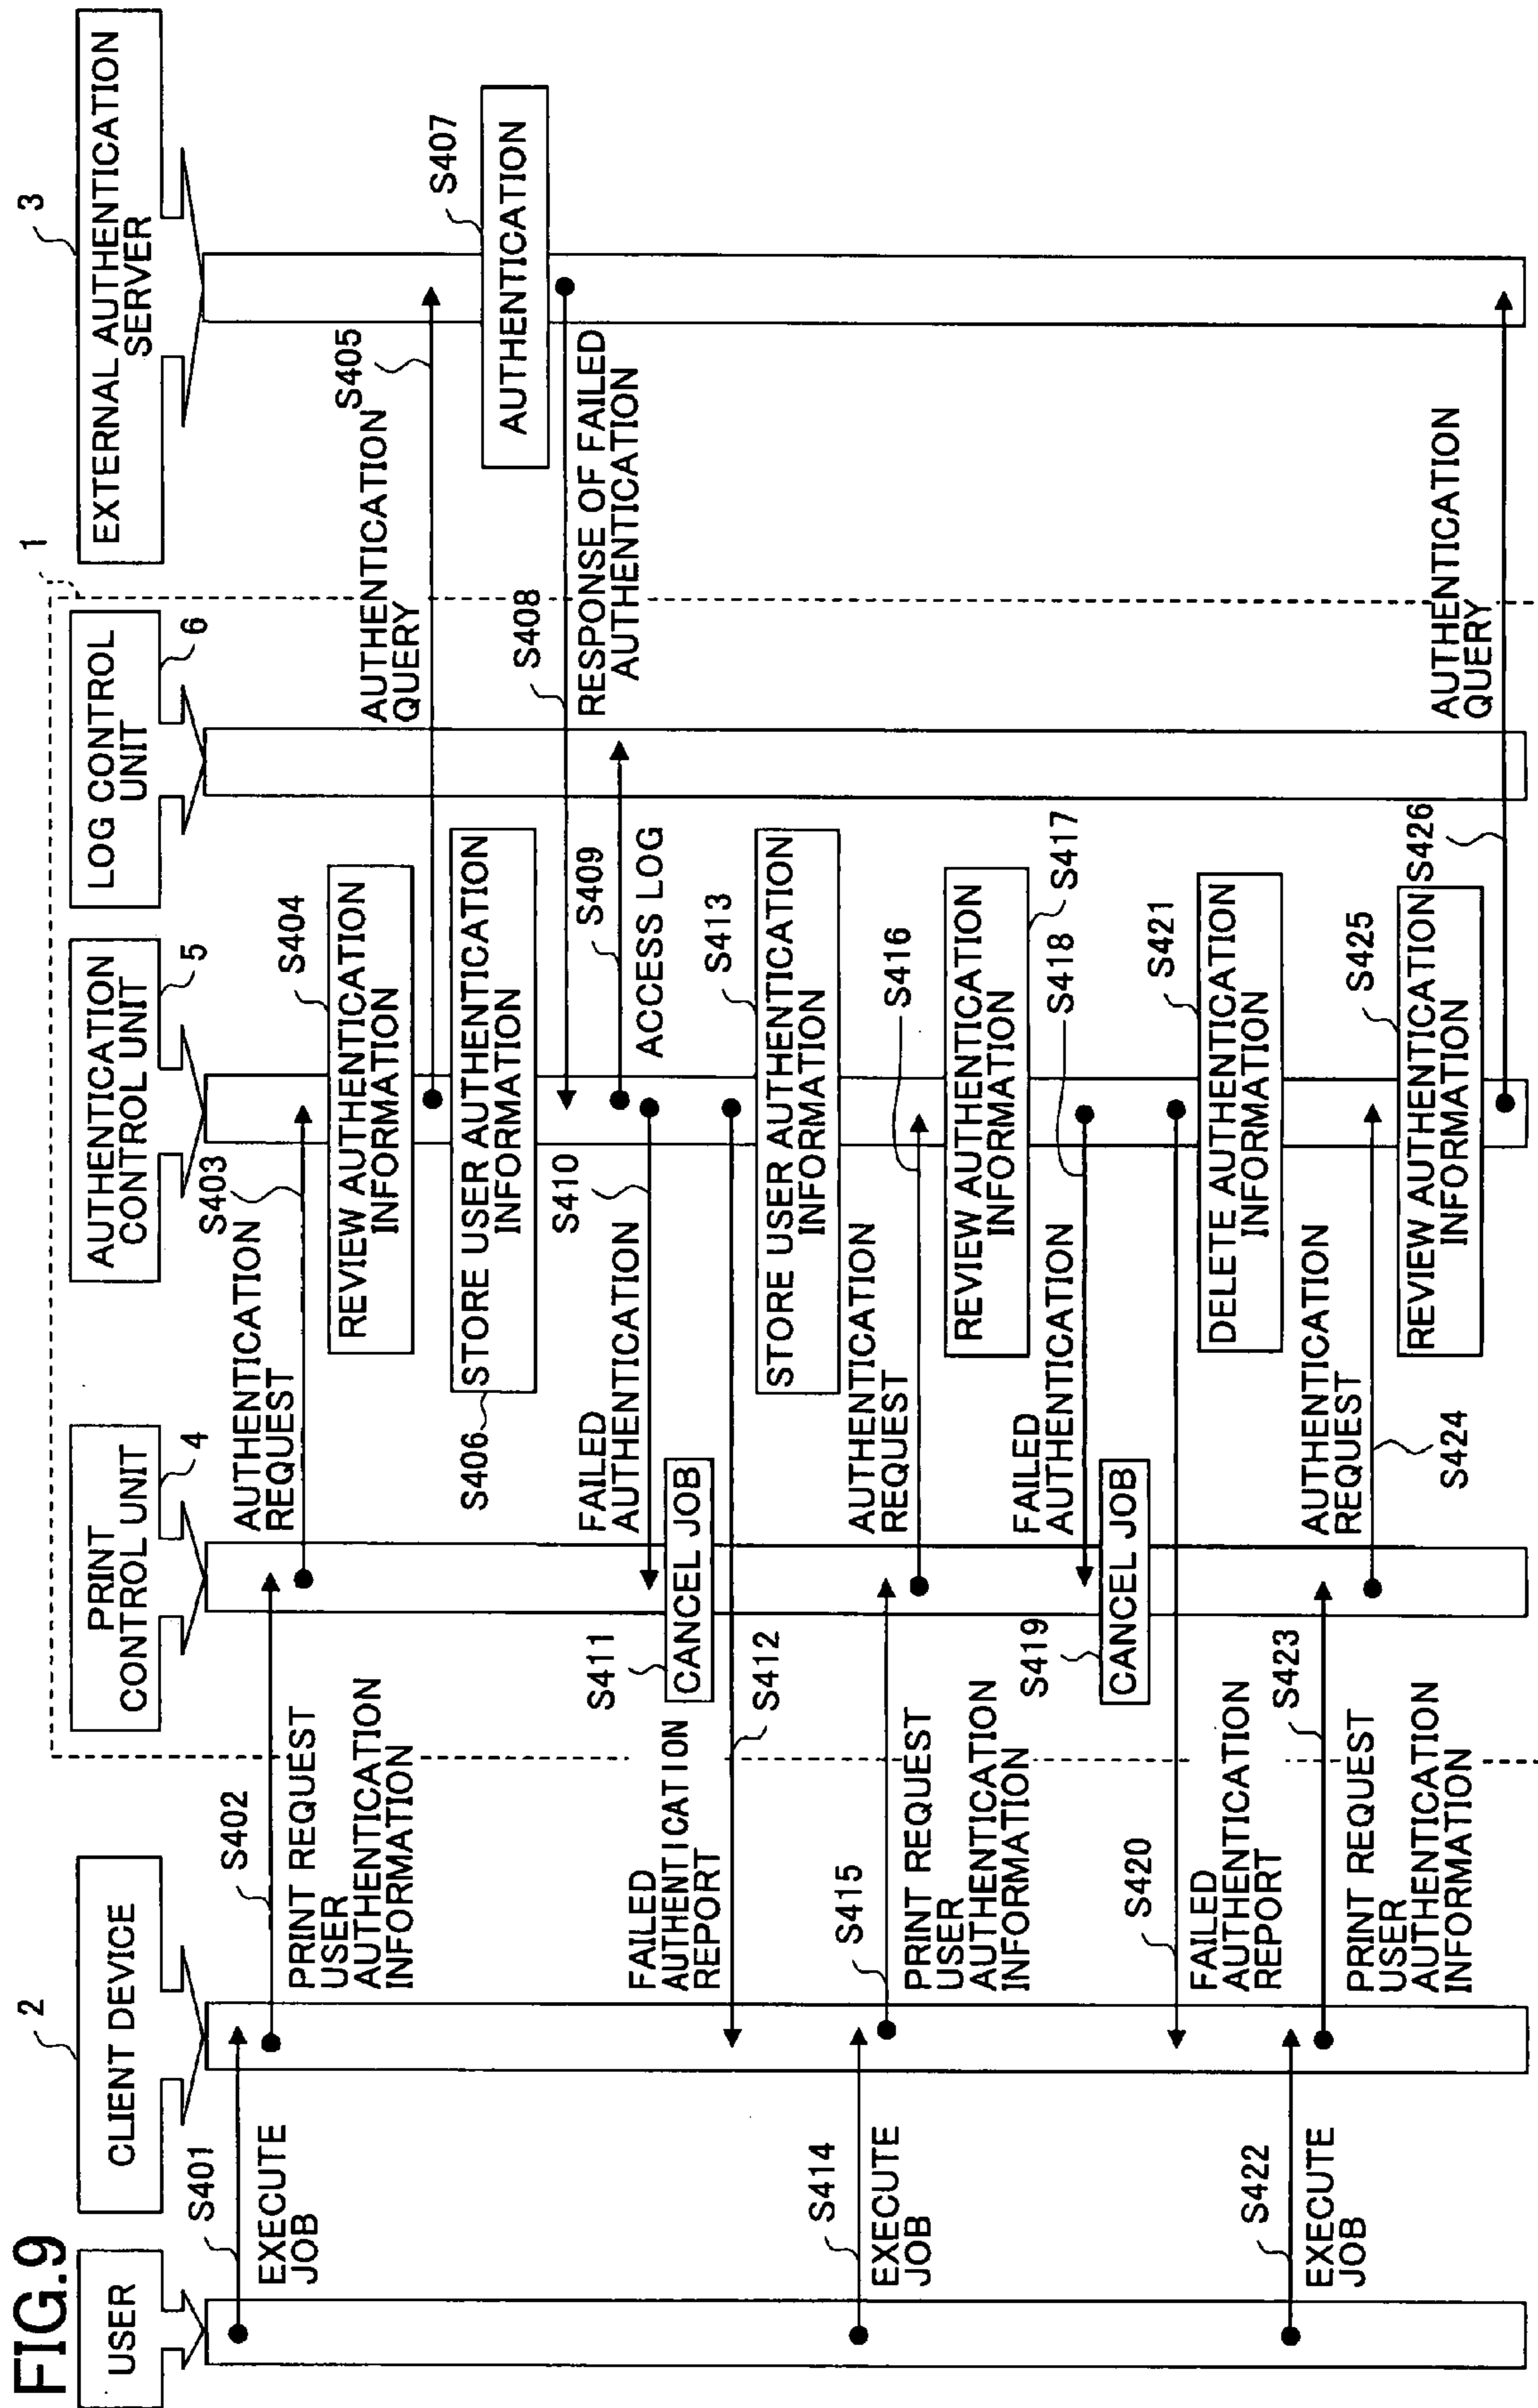 FIG.9
USER
CLIENT DEVICE
2
PRINT
CONTROL UNIT
4
AUTHENTICATION
CONTROL UNIT
5
LOG CONTROL
UNIT
6
1
EXTERNAL AUTHENTICATION
SERVER
3
S401
EXECUTE
JOB
S402
PRINT REQUEST
USER
AUTHENTICATION
INFORMATION
S403
AUTHENTICATION
REQUEST
S404
REVIEW AUTHENTICATION
INFORMATION
S405
AUTHENTICATION
QUERY
S406
STORE USER AUTHENTICATION
INFORMATION
S407
AUTHENTICATION
S408
RESPONSE OF FAILED
AUTHENTICATION
S409
ACCESS LOG
S410
FAILED
AUTHENTICATION
S411
CANCEL JOB
S412
FAILED
AUTHENTICATION
REPORT
S413
STORE USER AUTHENTICATION
INFORMATION
S414
EXECUTE
JOB
S415
PRINT REQUEST
USER
AUTHENTICATION
INFORMATION
S416
AUTHENTICATION
REQUEST
S417
REVIEW AUTHENTICATION
INFORMATION
S418
FAILED
AUTHENTICATION
S419
CANCEL JOB
S420
FAILED
AUTHENTICATION
REPORT
S421
DELETE AUTHENTICATION
INFORMATION
S422
EXECUTE
JOB
S423
PRINT REQUEST
USER
AUTHENTICATION
INFORMATION
S424
AUTHENTICATION
REQUEST
S425
REVIEW AUTHENTICATION
INFORMATION
S426
AUTHENTICATION
QUERY